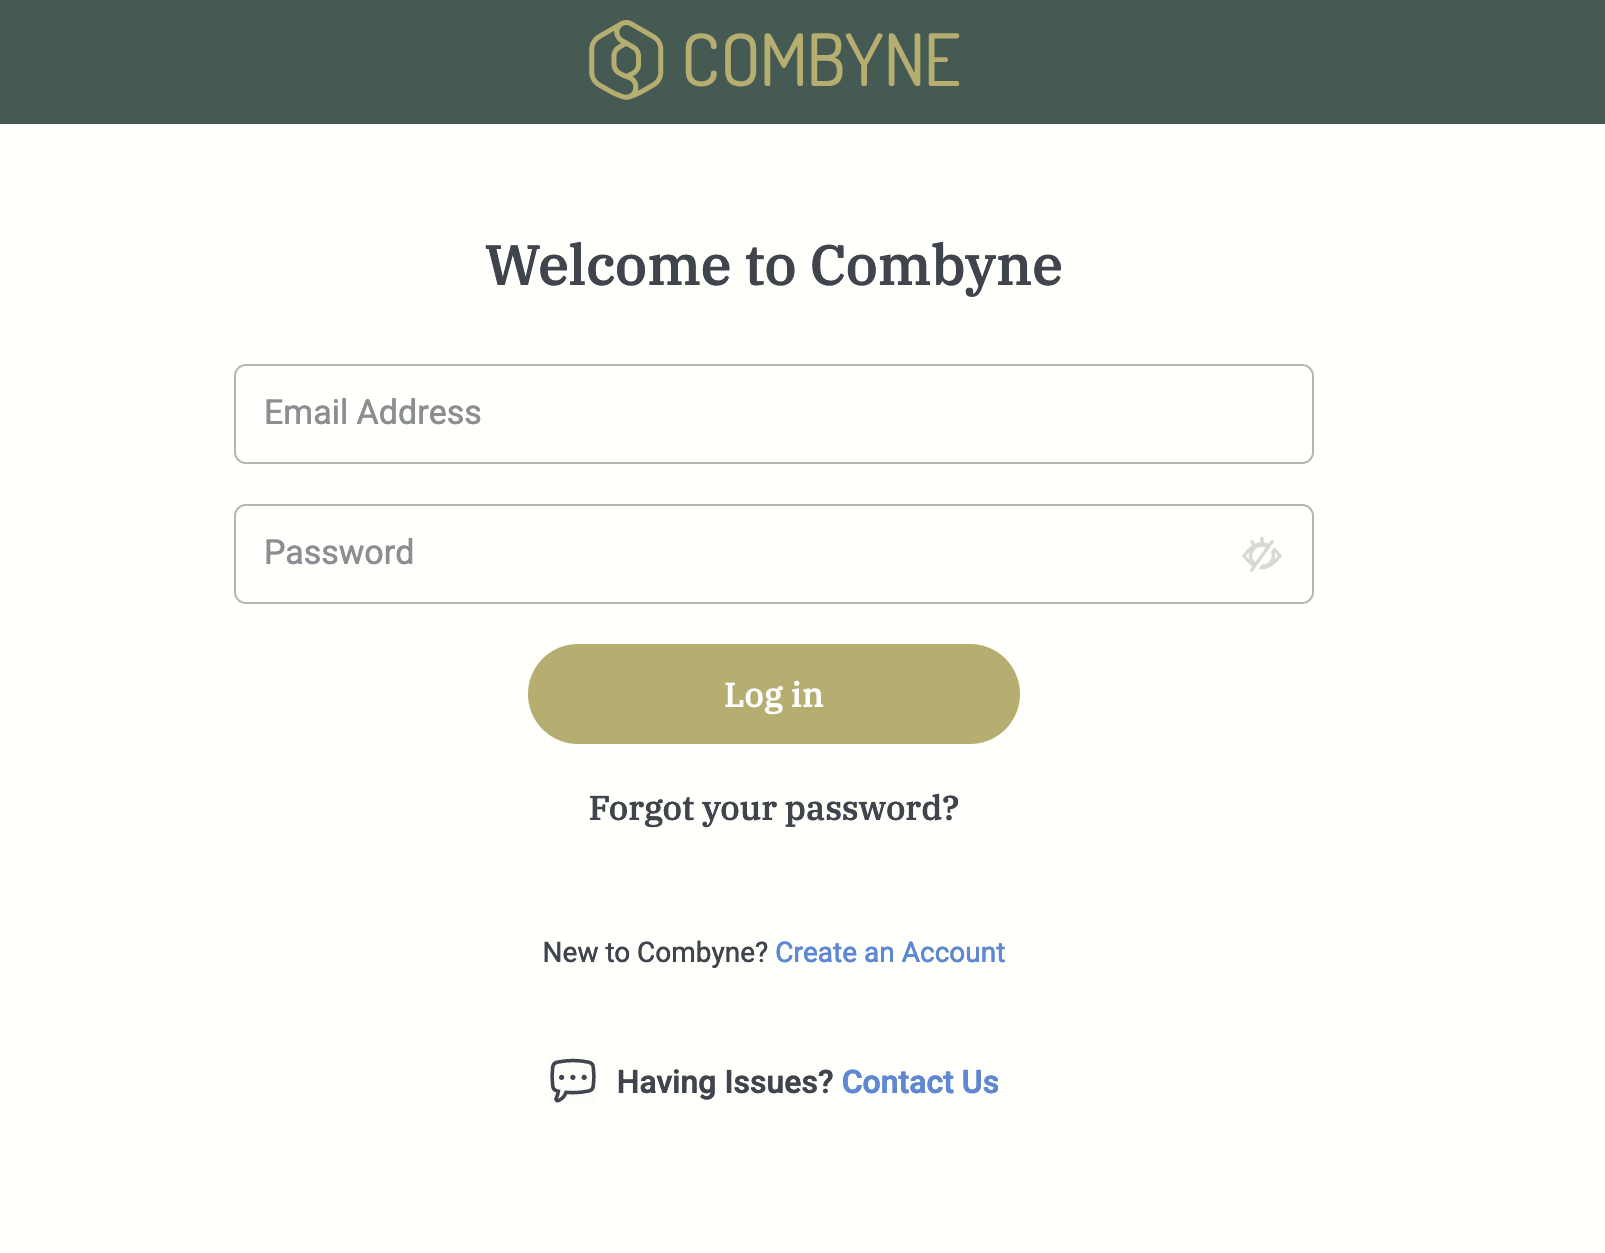 COMBYNE
Welcome to Combyne
Email Address
Password
Log in
Forgot your password?
New to Combyne? Create an Account
Having Issues? Contact Us